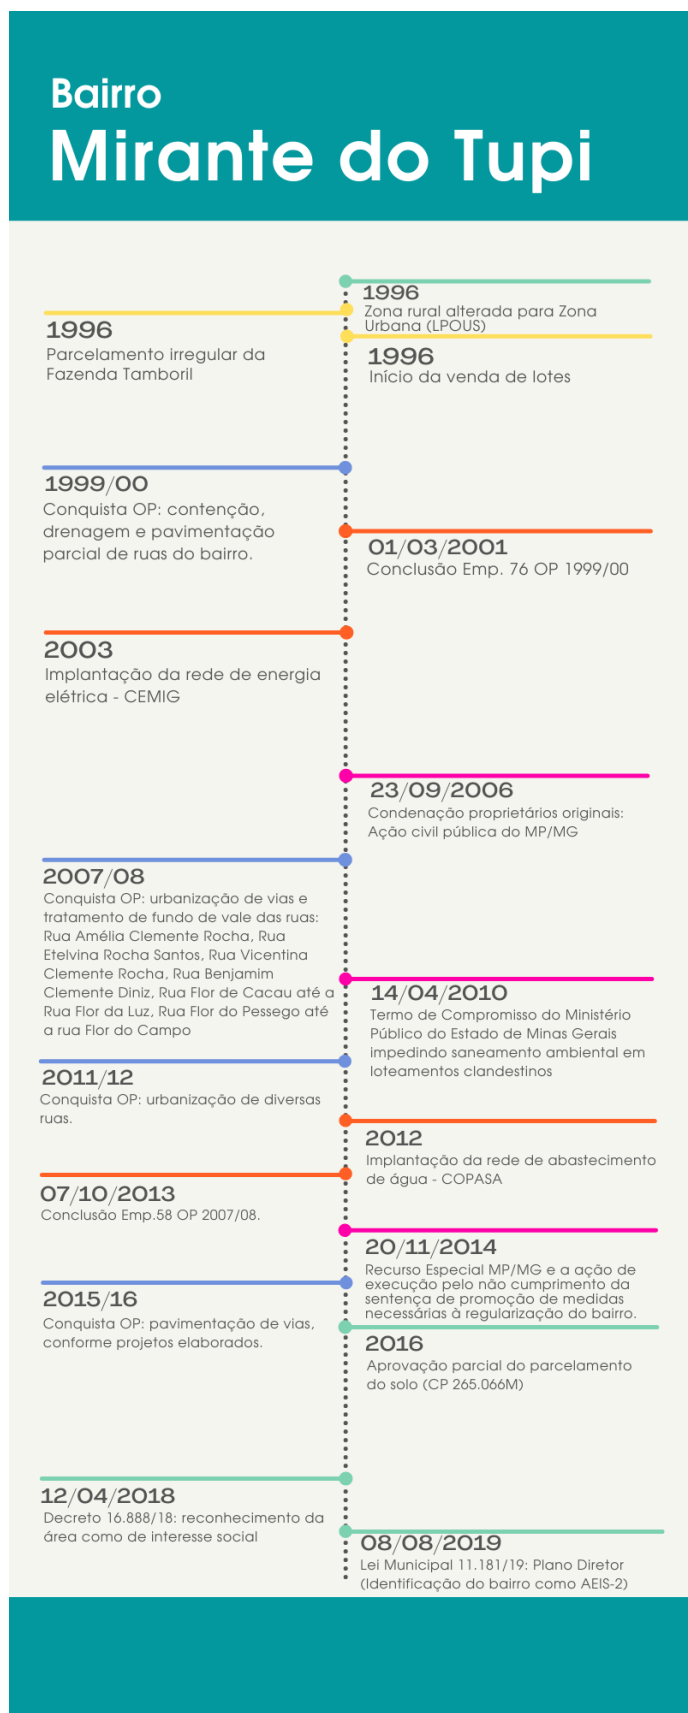 Bairro
Mirante do Tupi
1996
Zona rural alterada para Zona
Urbana (LPOUS)
1996
Parcelamento irregular da
Fazenda Tamboril
1996
Início da venda de lotes
1999/00
Conquista OP: contenção,
drenagem e pavimentação
parcial de ruas do bairro.
01/03/2001
Conclusão Emp. 76 OP 1999/00
2003
Implantação da rede de energia
elétrica - CEMIG
23/09/2006
Condenação proprietários originais:
Ação civil pública do MP/MG
2007/08
Conquista OP: urbanização de vias e
tratamento de fundo de vale das ruas:
Rua Amélia Clemente Rocha, Rua
Etelvina Rocha Santos, Rua Vicentina
Clemente Rocha, Rua Benjamim
Clemente Diniz, Rua Flor de Cacau até a
Rua Flor da Luz, Rua Flor do Pessego até
a rua Flor do Campo
14/04/2010
Termo de Compromisso do Ministério
Público do Estado de Minas Gerais
impedindo saneamento ambiental em
loteamentos clandestinos
2011/12
Conquista OP: urbanização de diversas
ruas.
2012
Implantação da rede de abastecimento
de água - COPASA
07/10/2013
Conclusão Emp.58 OP 2007/08.
20/11/2014
Recurso Especial MP/MG e a ação de
execução pelo não cumprimento da
sentença de promoção de medidas
necessárias à regularização do bairro.
2015/16
Conquista OP: pavimentação de vias,
conforme projetos elaborados.
2016
Aprovação parcial do parcelamento
do solo (CP 265.066M)
12/04/2018
Decreto 16.888/18: reconhecimento da
área como de interesse social
08/08/2019
Lei Municipal 11.181/19: Plano Diretor
(Identificação do bairro como AEIS-2)